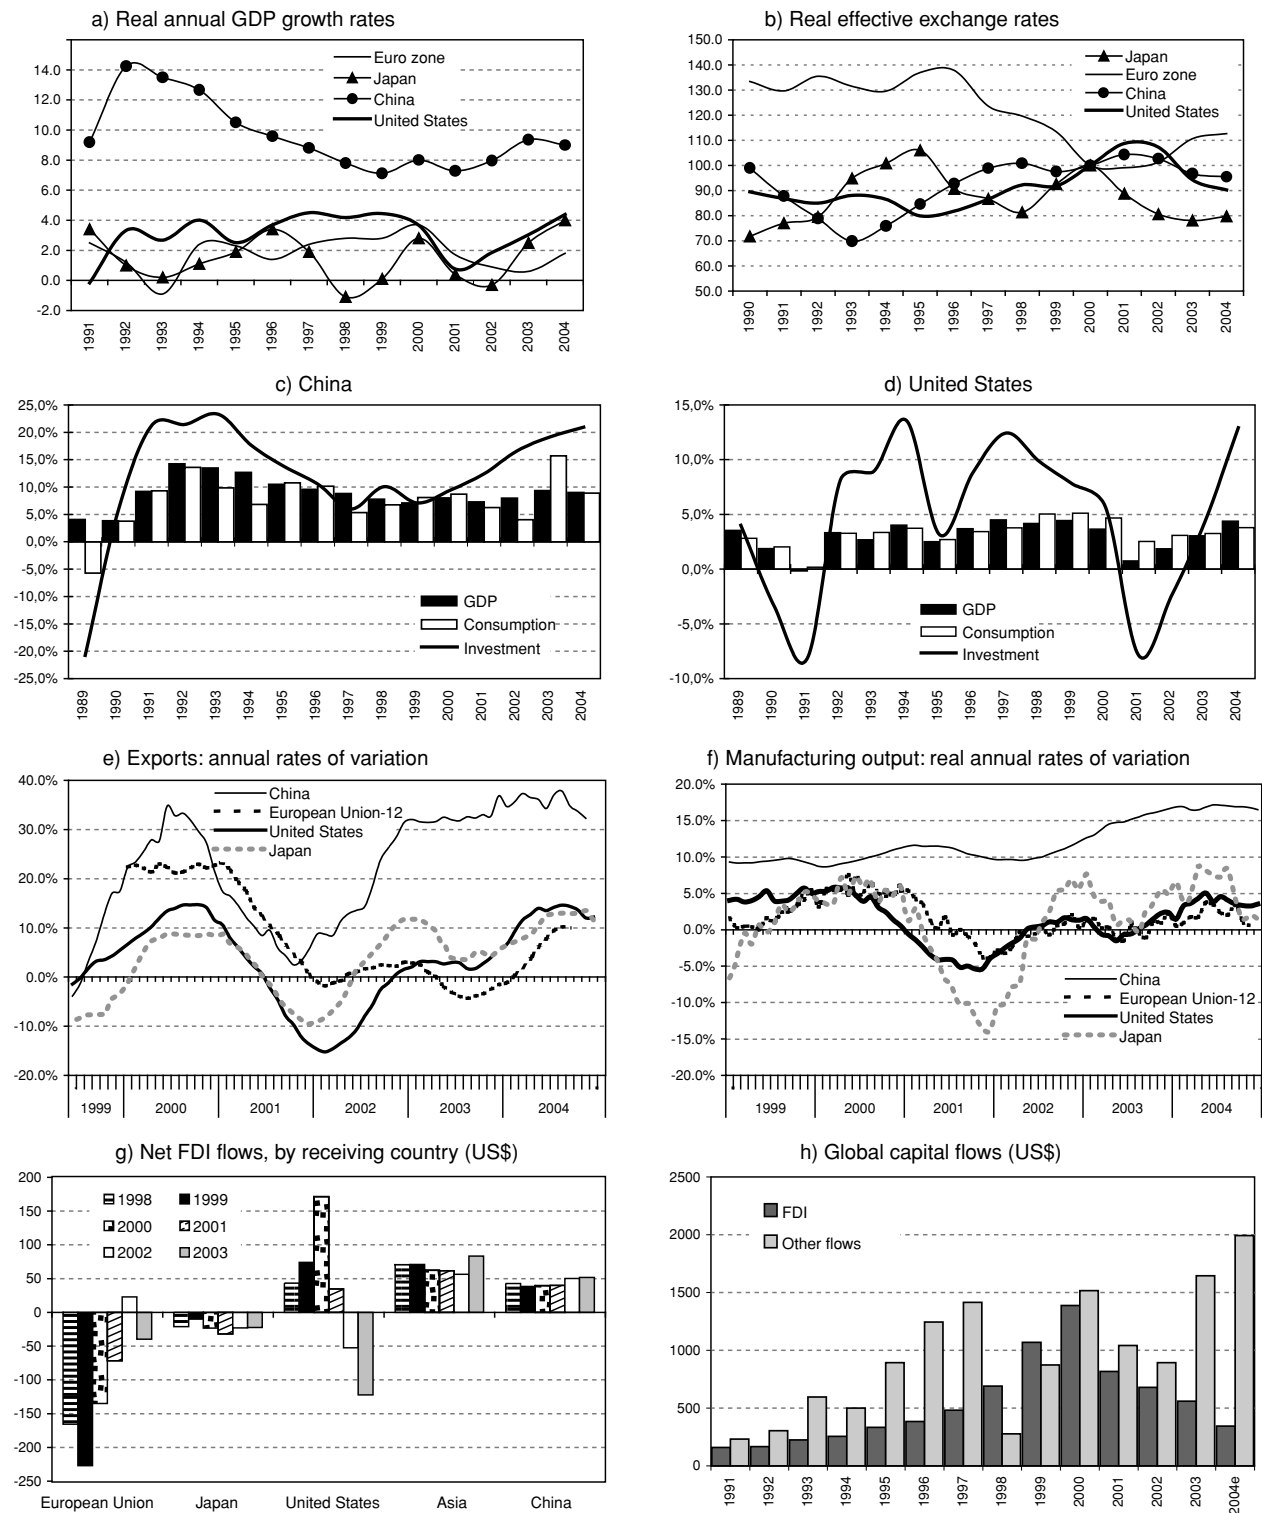 a) Real annual GDP growth rates
14.0
12.0
10.0
8.0
6.0
4.0
2.0
0.0
-2.0
Euro zone
Japan
China
United States
1991 1992 1993 1994 1995 1996 1997 1998 1999 2000 2001 2002 2003 2004
b) Real effective exchange rates
150.0
140.0
130.0
120.0
110.0
100.0
90.0
80.0
70.0
60.0
50.0
Japan
Euro zone
China
United States
1990 1991 1992 1993 1994 1995 1996 1997 1998 1999 2000 2001 2002 2003 2004
c) China
25,0%
20,0%
15,0%
10,0%
5,0%
0,0%
-5,0%
-10,0%
-15,0%
-20,0%
-25,0%
GDP
Consumption
Investment
1989 1990 1991 1992 1993 1994 1995 1996 1997 1998 1999 2000 2001 2002 2003 2004
d) United States
15,0%
10,0%
5,0%
0,0%
-5,0%
-10,0%
GDP
Consumption
Investment
1989 1990 1991 1992 1993 1994 1995 1996 1997 1998 1999 2000 2001 2002 2003 2004
e) Exports: annual rates of variation
40.0%
30.0%
20.0%
10.0%
0.0%
-10.0%
-20.0%
China
European Union-12
United States
Japan
1999 2000 2001 2002 2003 2004
f) Manufacturing output: real annual rates of variation
20.0%
15.0%
10.0%
5.0%
0.0%
-5.0%
-10.0%
-15.0%
-20.0%
China
European Union-12
United States
Japan
1999 2000 2001 2002 2003 2004
g) Net FDI flows, by receiving country (US$)
200
150
100
50
0
-50
-100
-150
-200
-250
1998 1999
2000 2001
2002 2003
European Union Japan United States Asia China
h) Global capital flows (US$)
2500
2000
1500
1000
500
0
FDI
Other flows
1991 1992 1993 1994 1995 1996 1997 1998 1999 2000 2001 2002 2003 2004e